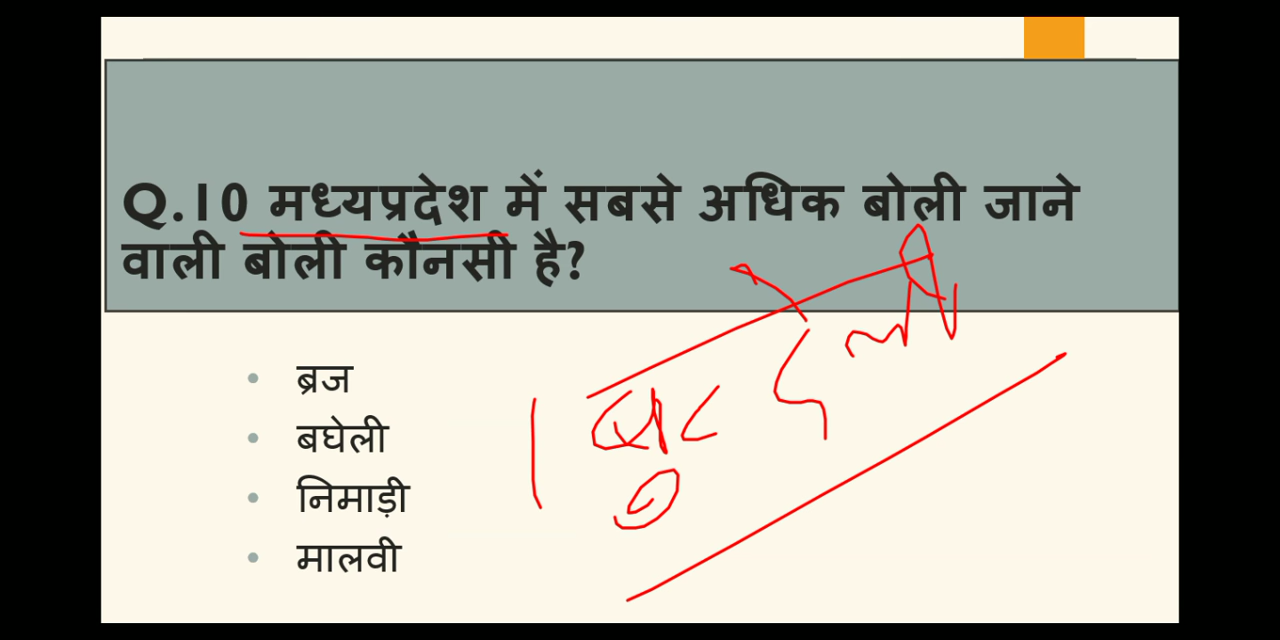 Q.10 मध्यप्रदेश में सबसे अधिक बोली जाने
वाली बोली कौनसी है?
बुन्देली
• ब्रज
• बघेली
• निमाड़ी
• मालवी